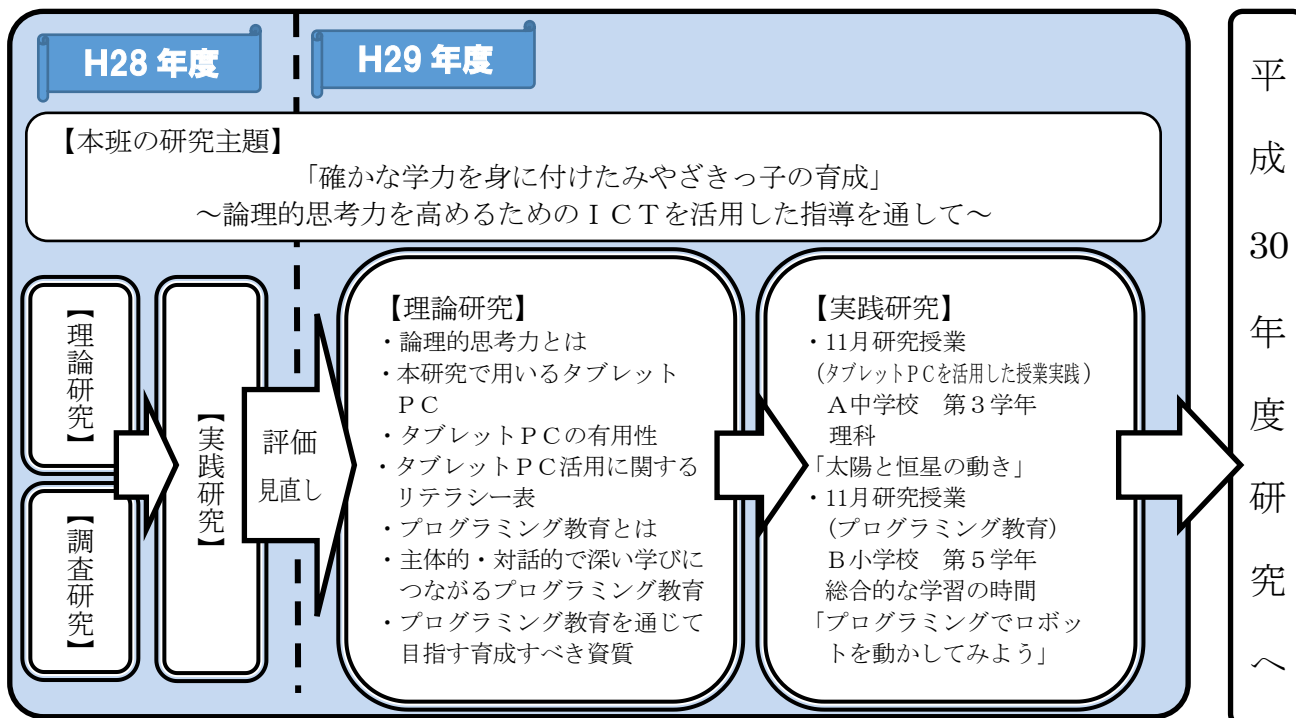 H28 年度
H29 年度
【本班の研究主題】
「確かな学力を身に付けたみやざきっ子の育成」
～論理的思考力を高めるためのＩＣＴを活用した指導を通して～
【理論研究】
【調査研究】
【実践研究】
評価
見直し
【理論研究】
・論理的思考力とは
・本研究で用いるタブレット
ＰＣ
・タブレットＰＣの有用性
・タブレットＰＣ活用に関する
リテラシー表
・プログラミング教育とは
・主体的・対話的で深い学びに
つながるプログラミング教育
・プログラミング教育を通じて
目指す育成すべき資質
【実践研究】
・11月研究授業
（タブレットＰＣを活用した授業実践）
Ａ中学校　第３学年
理科
「太陽と恒星の動き」
・11月研究授業
（プログラミング教育）
Ｂ小学校　第５学年
総合的な学習の時間
「プログラミングでロボッ
トを動かしてみよう」
平成30年度研究へ